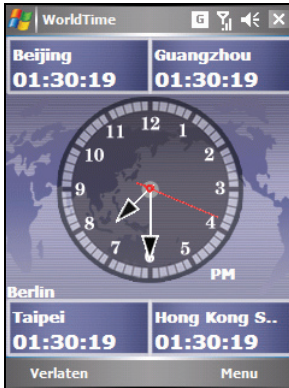 WorldTime G
Beijing Guangzhou
01:30:19 01:30:19
12
11 1
10 2
9 3
8 4
7 5
PM
Berlin
Taipei Hong Kong S..
01:30:19 01:30:19
Verlaten Menu